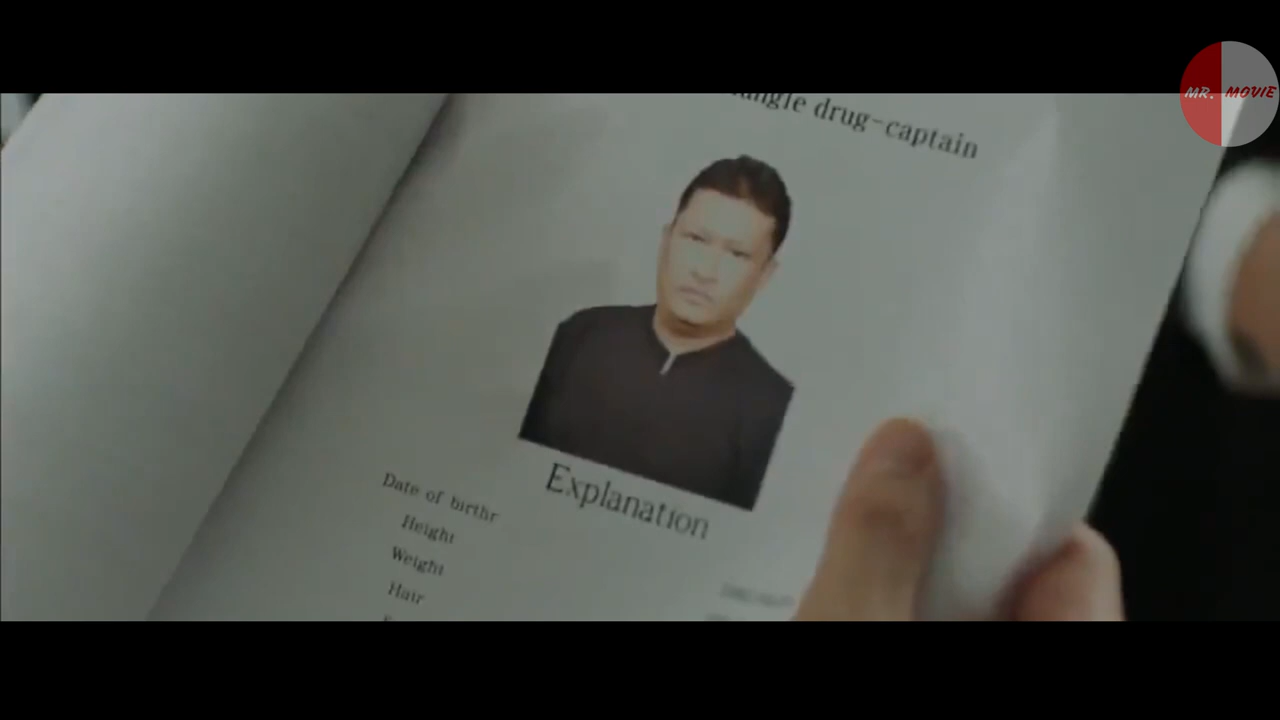 MR. MOVIE
drug-captain
Explanation
Date of birthr
Height
Weight
Hair